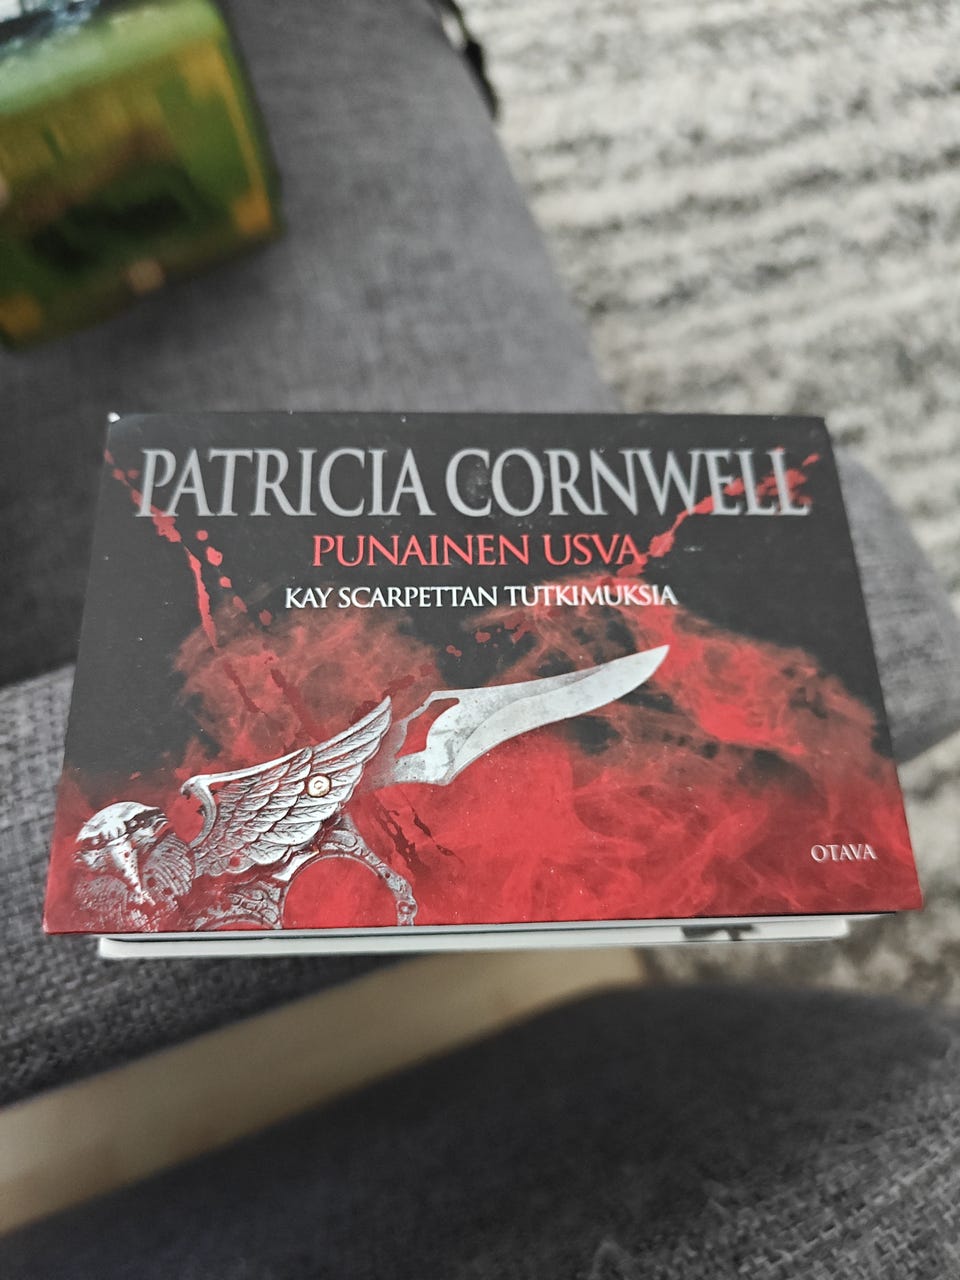 PATRICIA CORNWELL
PUNAINEN USVA
KAY SCARPETTAN TUTKIMUKSIA
OTAVA